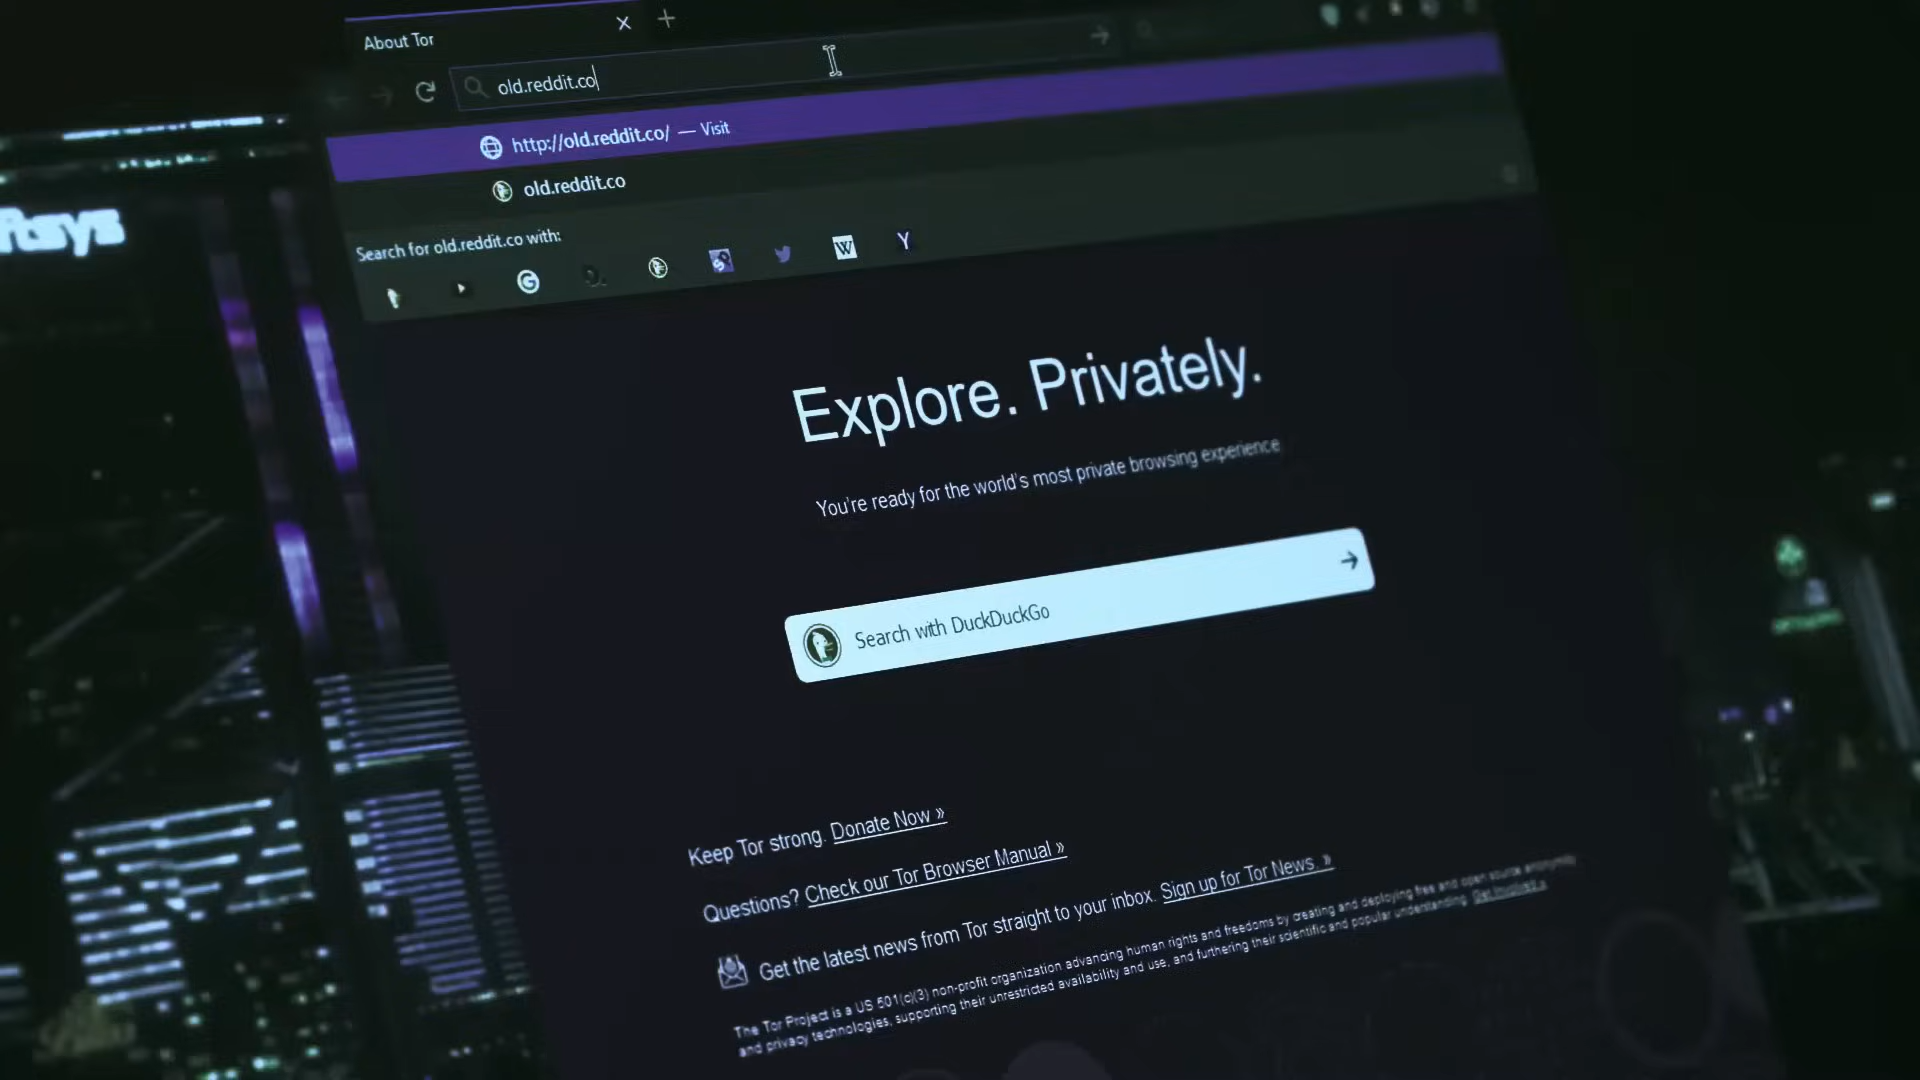 About Tor
old.reddit.co
http://old.reddit.co/ — Visit
old.reddit.co
Search for old.reddit.co with:
W
Y
Explore. Privately.
You're ready for the world's most private browsing experience
Search with DuckDuckGo
Keep Tor strong. Donate Now »
Questions? Check our Tor Browser Manual »
Get the latest news from Tor straight to your inbox. Sign up for Tor News. »
The Tor Project is a US 501(c)(3) non-profit organization advancing human rights and freedoms by creating and deploying free and open source anonymity
and privacy technologies, supporting their unrestricted availability and use, and furthering their scientific and popular understanding. Get Involved »